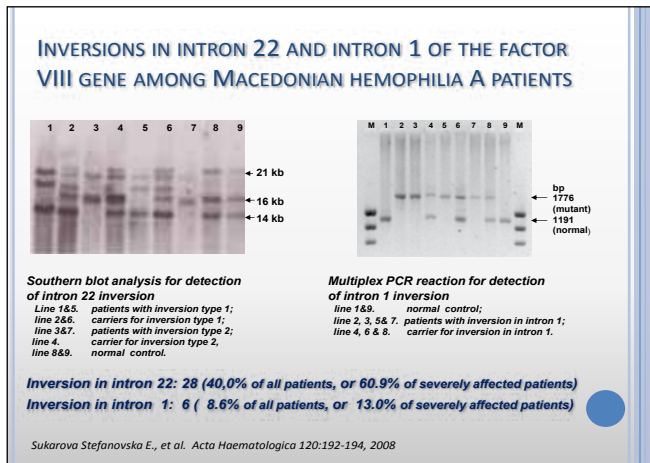 INVERSIONS IN INTRON 22 AND INTRON 1 OF THE FACTOR
VIII GENE AMONG MACEDONIAN HEMOPHILIA A PATIENTS
1 2 3 4 5 6 7 8 9
21 kb
16 kb
14 kb
M 1 2 3 4 5 6 7 8 9 M
bp
1776
(mutant)
1191
(normal)
Southern blot analysis for detection
of intron 22 inversion
Line 1&5. patients with inversion type 1;
line 2&6. carriers for inversion type 1;
line 3&7. patients with inversion type 2;
line 4. carrier for inversion type 2,
line 8&9. normal control.
Multiplex PCR reaction for detection
of intron 1 inversion
line 1&9. normal control;
line 2, 3, 5& 7. patients with inversion in intron 1;
line 4, 6 & 8. carrier for inversion in intron 1.
Inversion in intron 22: 28 (40,0% of all patients, or 60.9% of severely affected patients)
Inversion in intron 1: 6 ( 8.6% of all patients, or 13.0% of severely affected patients)
Sukarova Stefanovska E., et al. Acta Haematologica 120:192-194, 2008